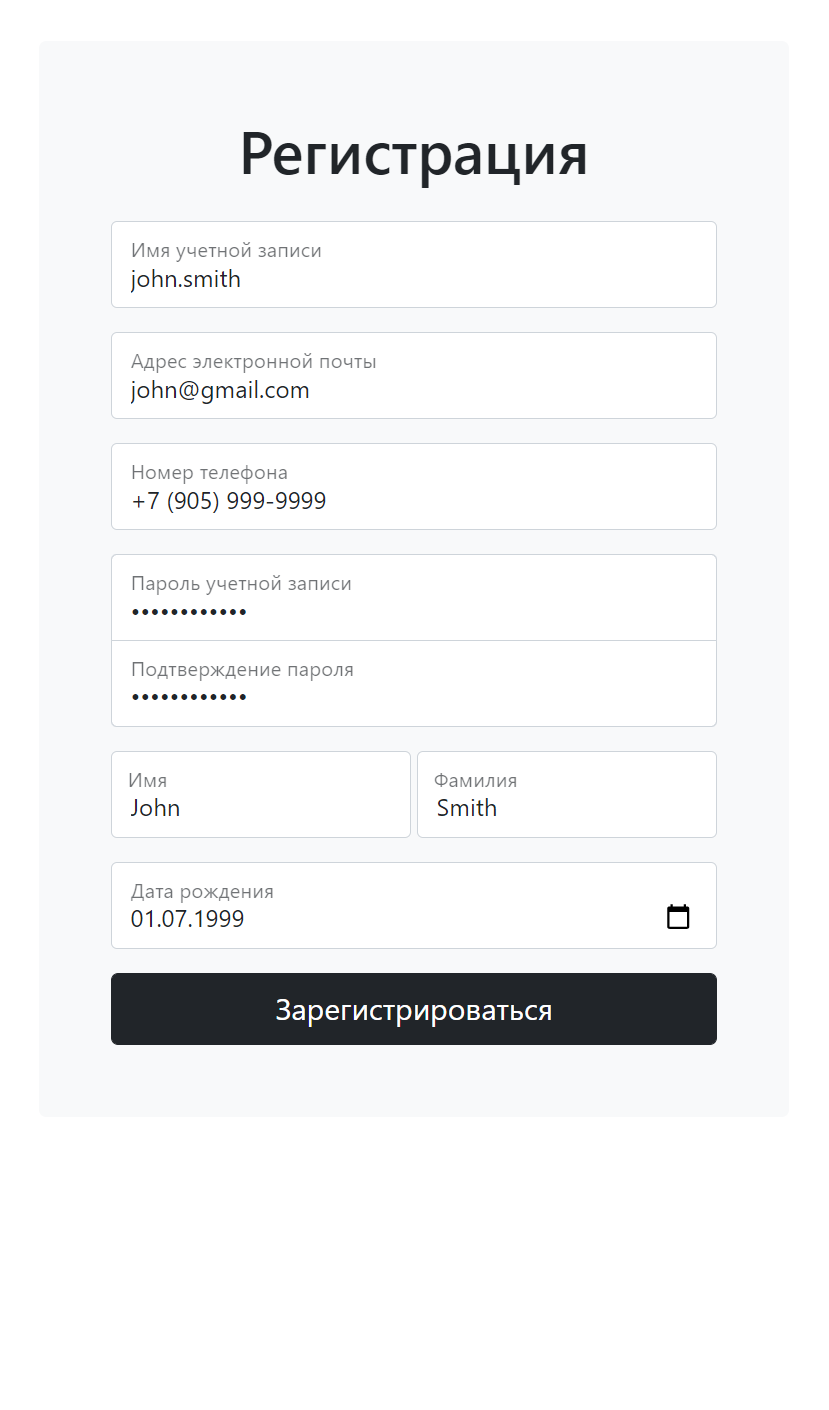 Регистрация
Имя учетной записи
john.smith
Адрес электронной почты
john@gmail.com
Номер телефона
+7 (905) 999-9999
Пароль учетной записи
••••••••••••
Подтверждение пароля
••••••••••••
Имя
John
Фамилия
Smith
Дата рождения
01.07.1999
Зарегистрироваться